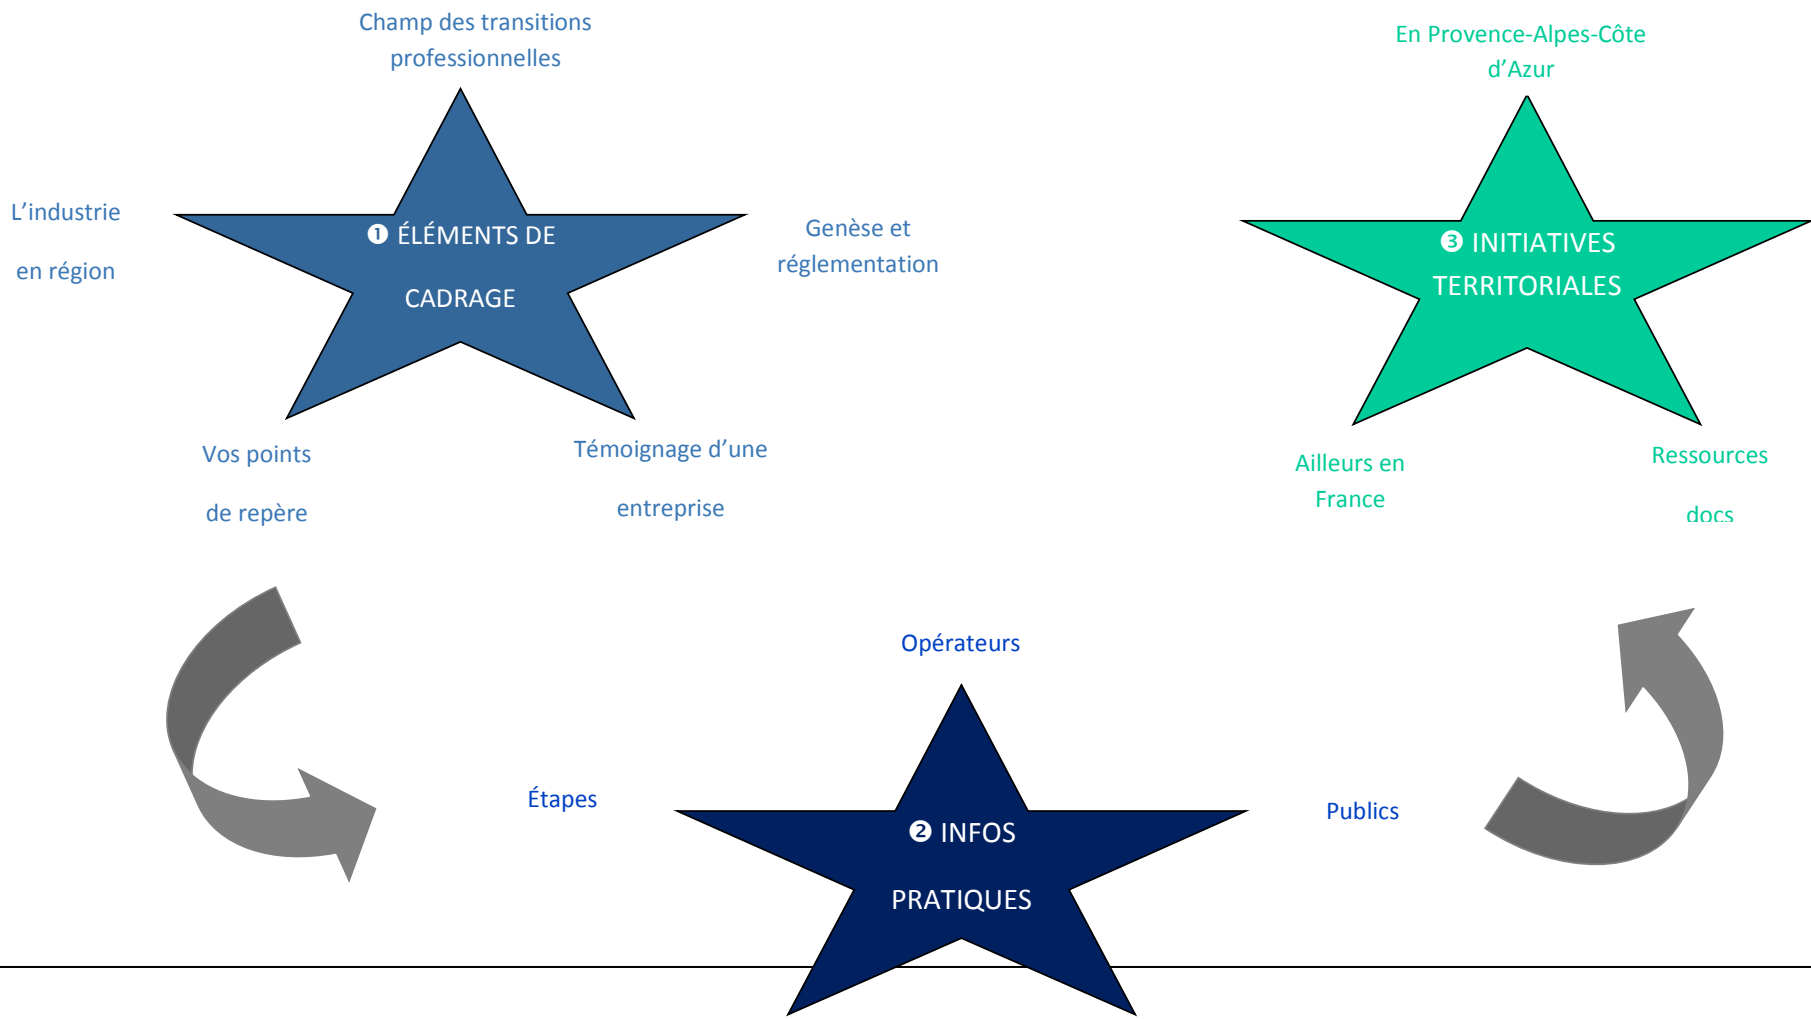 Champ des transitions
professionnelles
L’industrie
en région
❶ ÉLÉMENTS DE
CADRAGE
Genèse et
réglementation
Vos points
de repère
Témoignage d’une
entreprise
En Provence-Alpes-Côte
d’Azur
❸ INITIATIVES
TERRITORIALES
Ailleurs en
France
Ressources
docs
Opérateurs
Étapes
❷ INFOS
PRATIQUES
Publics